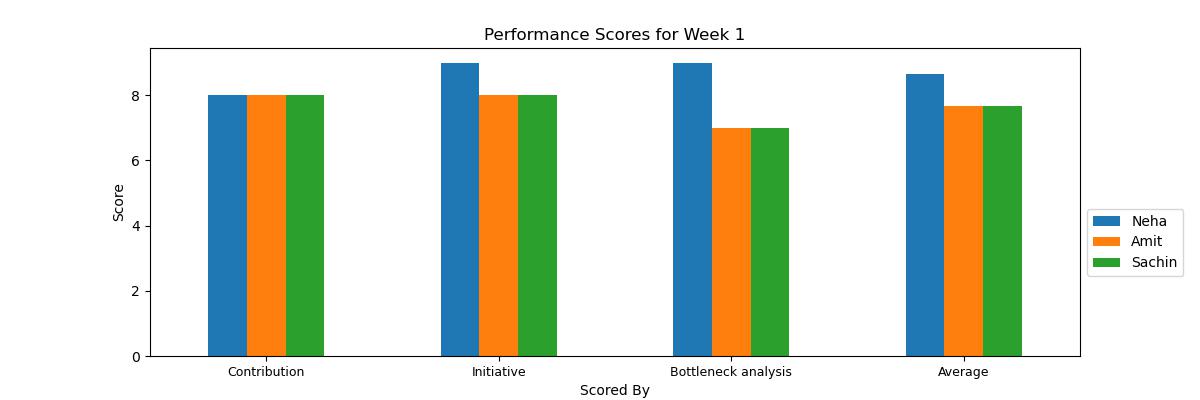 Performance Scores for Week 1
8
6
4
2
0
Score
Contribution Initiative Bottleneck analysis Average
Scored By
Neha
Amit
Sachin